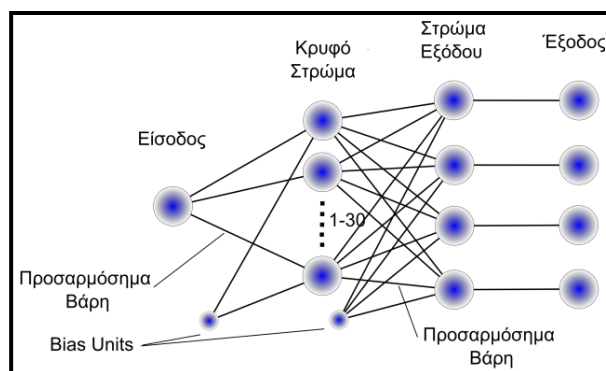 Είσοδος
Κρυφό
Στρώμα
Στρώμα
Εξόδου
Έξοδος
1-30
Προσαρμόσημα
Βάρη
Bias Units
Προσαρμόσημα
Βάρη